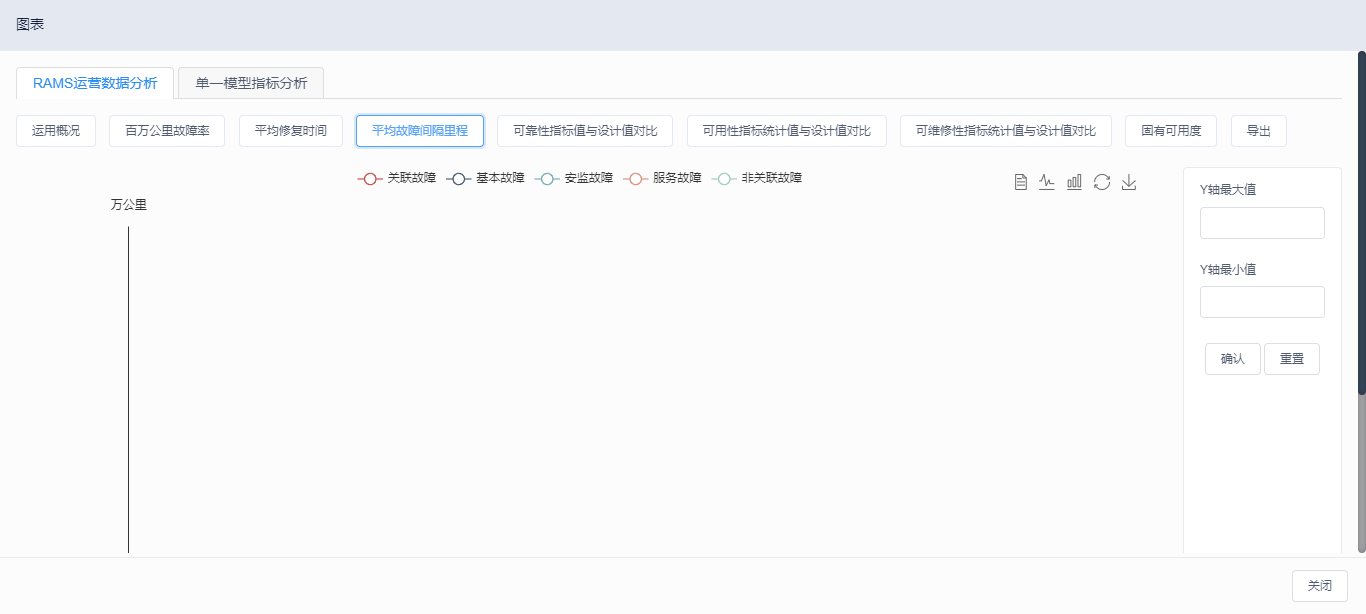 图表
RAMS运营数据分析 单一模型指标分析
运用概况 百万公里故障率 平均修复时间 平均故障间隔里程 可靠性指标值与设计值对比 可用性指标统计值与设计值对比 可维修性指标统计值与设计值对比 固有可用度 导出
关联故障 基本故障 安监故障 服务故障 非关联故障
万公里
Y轴最大值
Y轴最小值
确认 重置
关闭